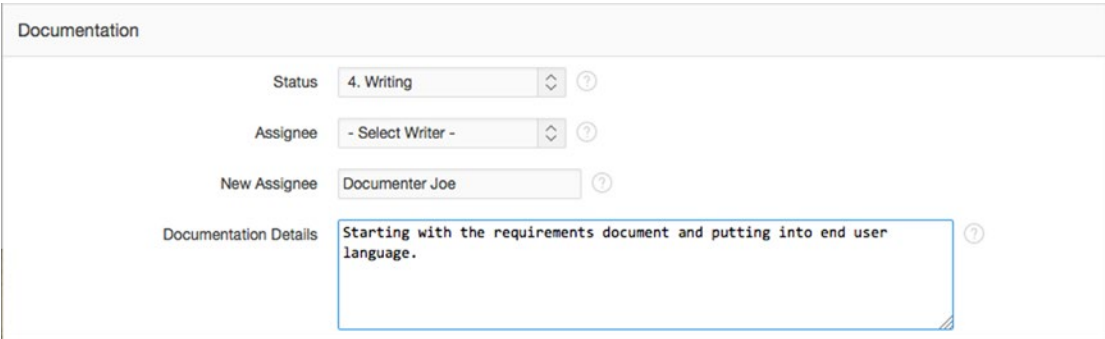 Documentation
Status 4. Writing ?
Assignee - Select Writer - ?
New Assignee Documenter Joe ?
Documentation Details Starting with the requirements document and putting into end user ?
language.